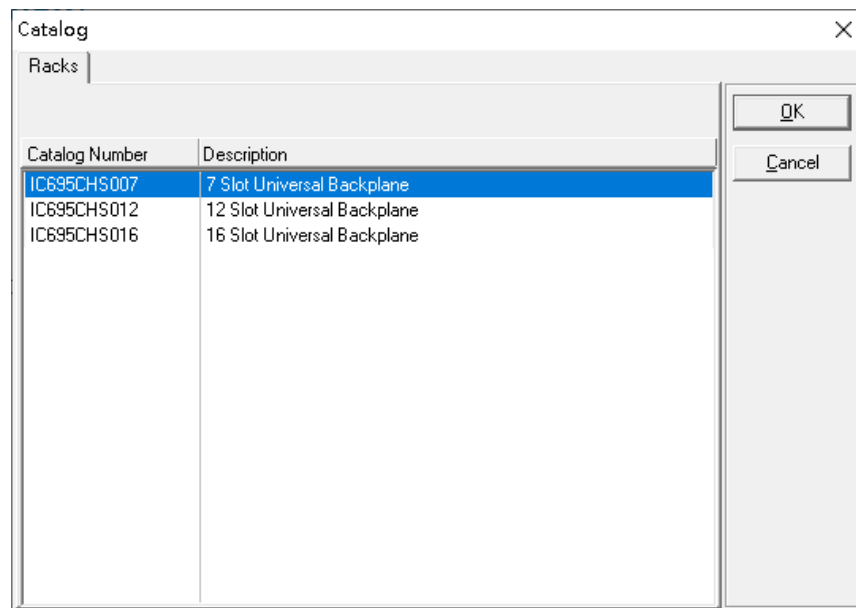 Catalog
Racks
OK
Catalog Number Description
Cancel
IC695CHS007 7 Slot Universal Backplane
IC695CHS012 12 Slot Universal Backplane
IC695CHS016 16 Slot Universal Backplane